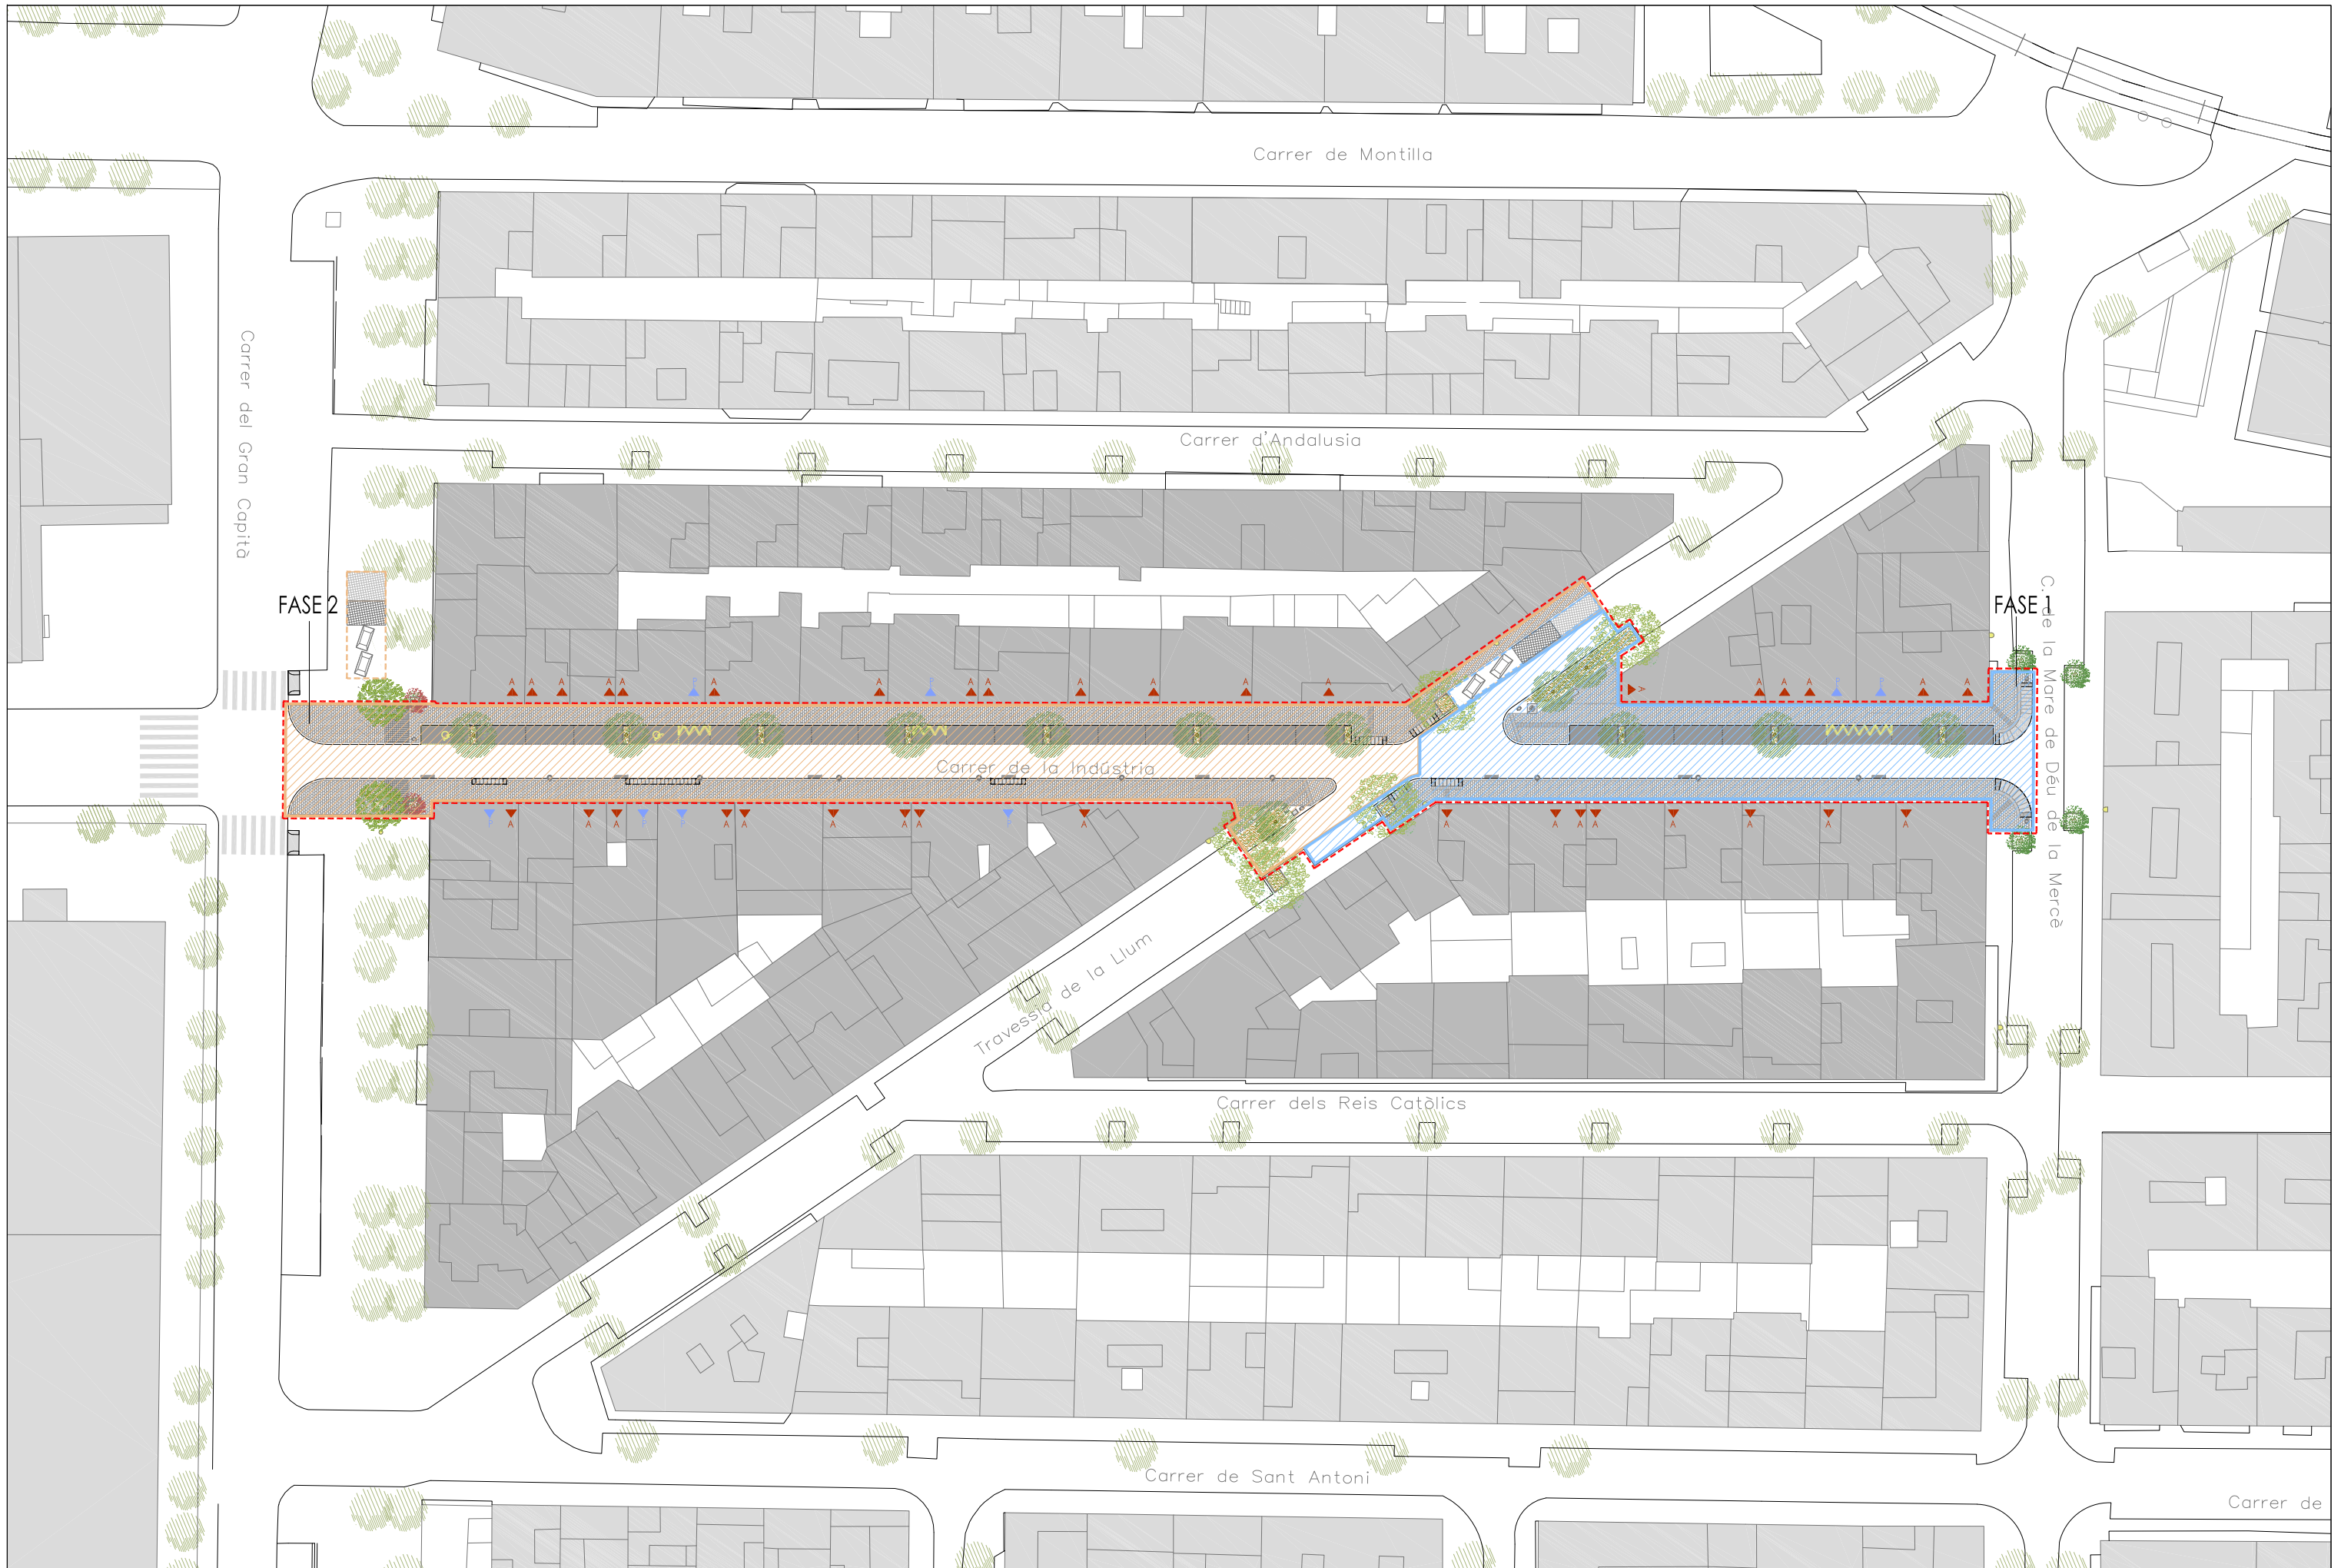 Carrer de Montilla
Carrer del Gran Capità
Carrer d'Andalusia
FASE 2
FASE 1
C. de la Mare de Déu de la Mercè
A A A A A P A A P A A A A A A
A A A A P P A A
Carrer de la Indústria
P A A A P P A A A A A P A
A A A A A A A A
Travessia de la Llum
Carrer dels Reis Catòlics
Carrer de Sant Antoni
Carrer de